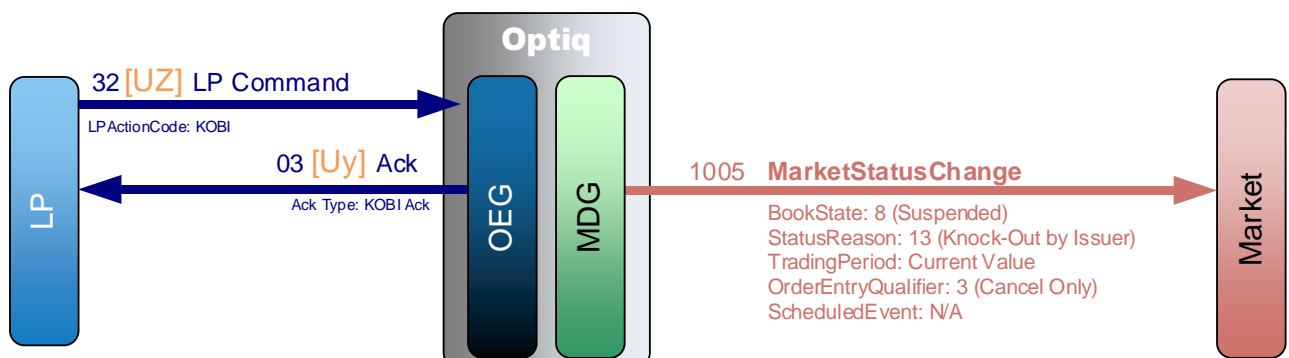 Optiq
32 [UZ] LP Command
LPActionCode: KOBI
03 [Uy] Ack
Ack Type: KOBI Ack
LP
OEG
MDG
1005 MarketStatusChange
BookState: 8 (Suspended)
StatusReason: 13 (Knock-Out by Issuer)
TradingPeriod: Current Value
OrderEntryQualifier: 3 (Cancel Only)
ScheduledEvent: N/A
Market